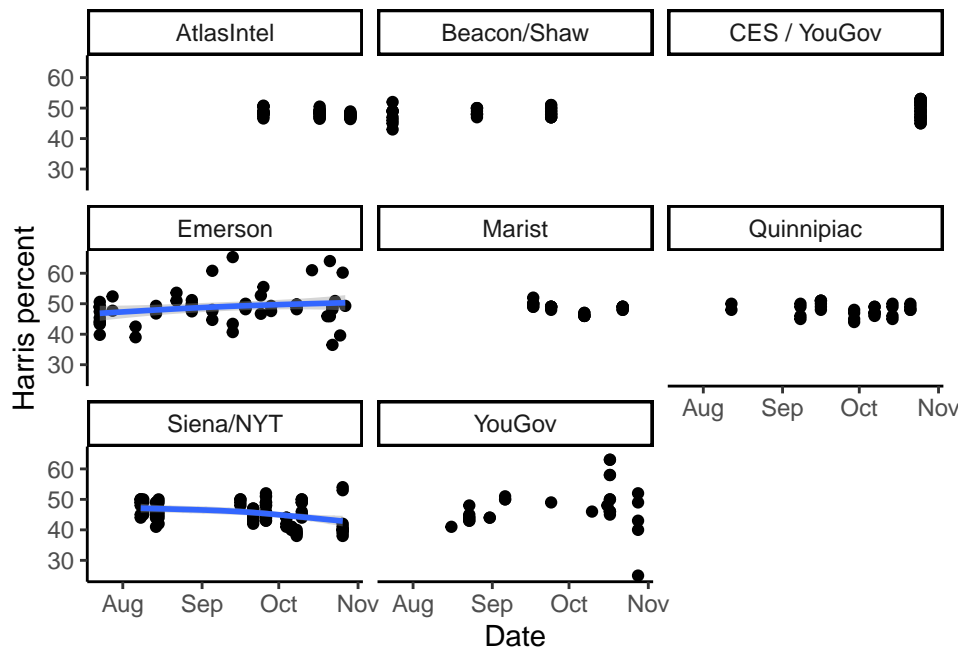 AtlasIntel Beacon/Shaw CES / YouGov
60
50
40
30
Emerson Marist Quinnipiac
60
50
40
30
Aug Sep Oct Nov
Siena/NYT YouGov
60
50
40
30
Aug Sep Oct Nov Aug Sep Oct Nov
Date
Harris percent